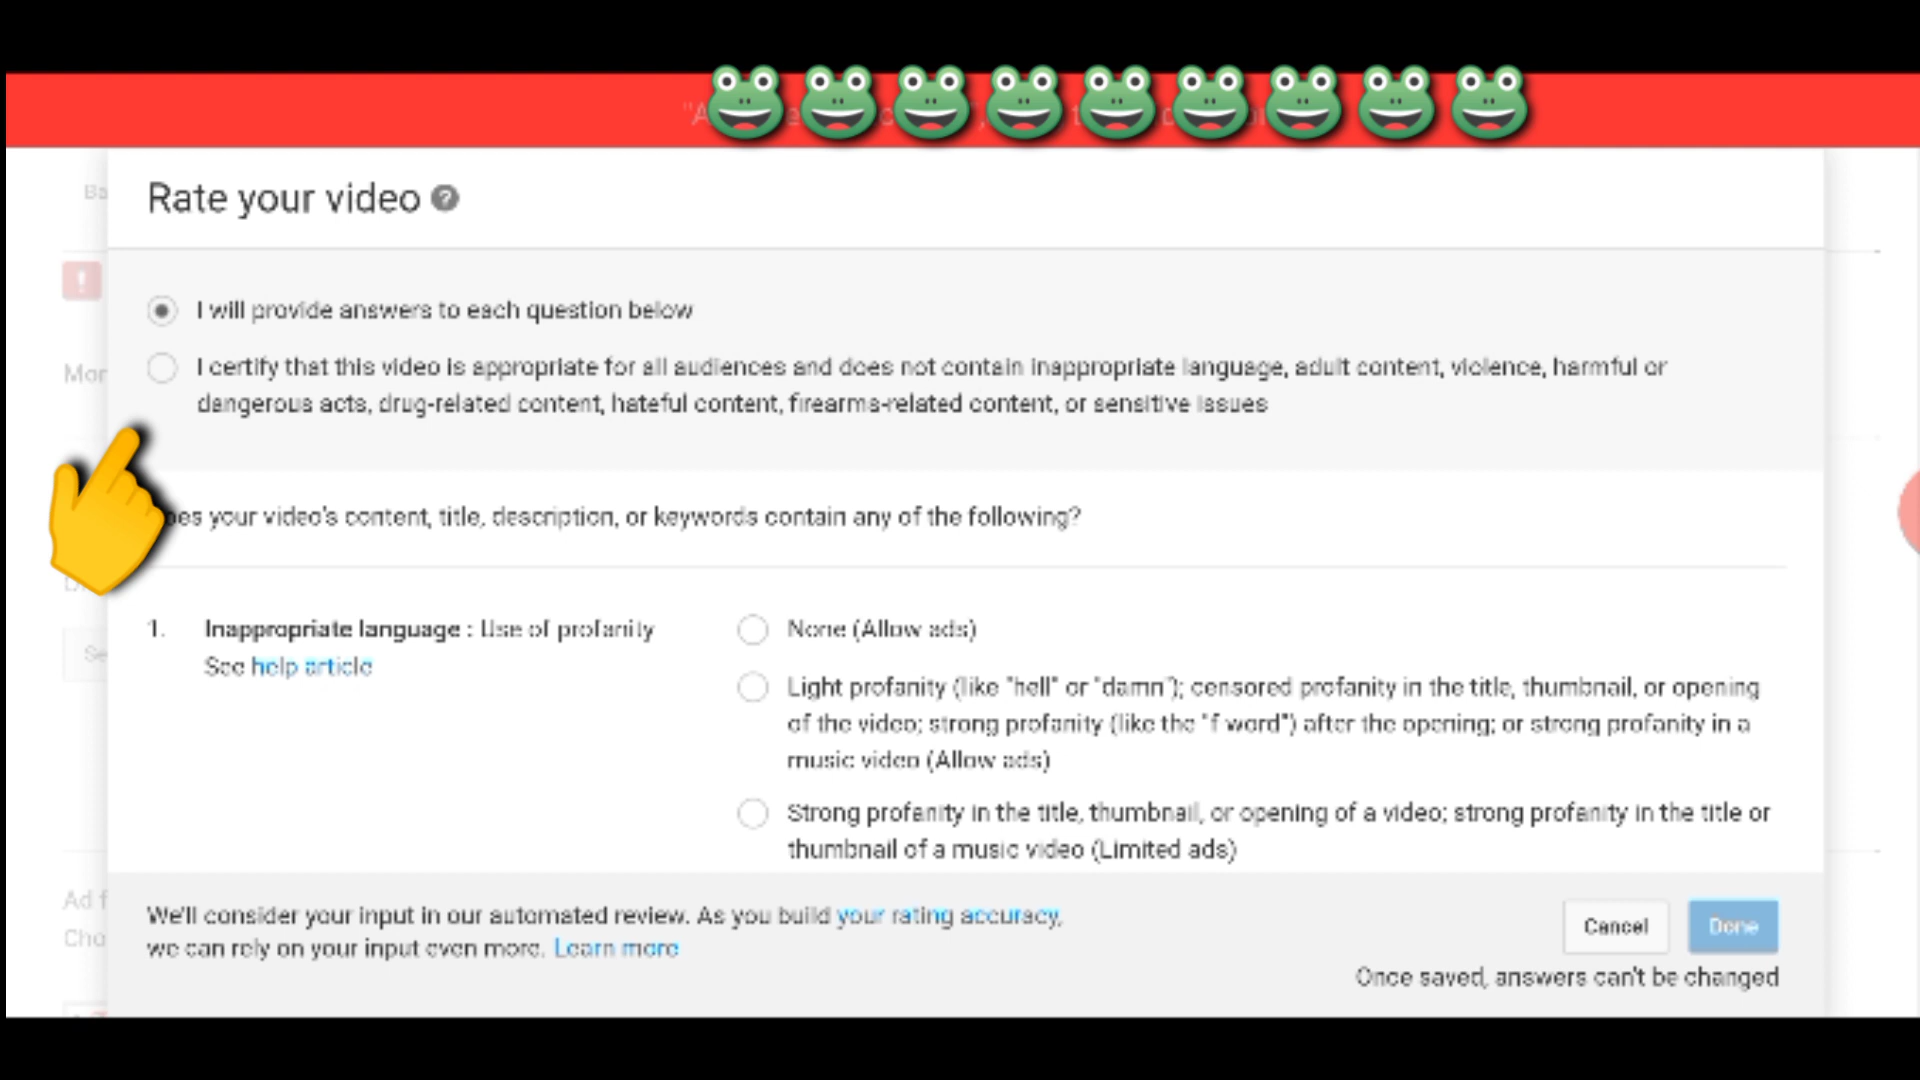 Rate your video
I will provide answers to each question below
I certify that this video is appropriate for all audiences and does not contain inappropriate language, adult content, violence, harmful or
dangerous acts, drug-related content, hateful content, firearms-related content, or sensitive issues
your video's content, title, description, or keywords contain any of the following?
1. Inappropriate language : Use of profanity
See help article
None (Allow ads)
Light profanity (like "hell" or "damn"); censored profanity in the title, thumbnail, or opening
of the video; strong profanity (like the "f word") after the opening; or strong profanity in a
music video (Allow ads)
Strong profanity in the title, thumbnail, or opening of a video; strong profanity in the title or
thumbnail of a music video (Limited ads)
We'll consider your input in our automated review. As you build your rating accuracy,
we can rely on your input even more. Learn more
Cancel
Done
Once saved, answers can't be changed